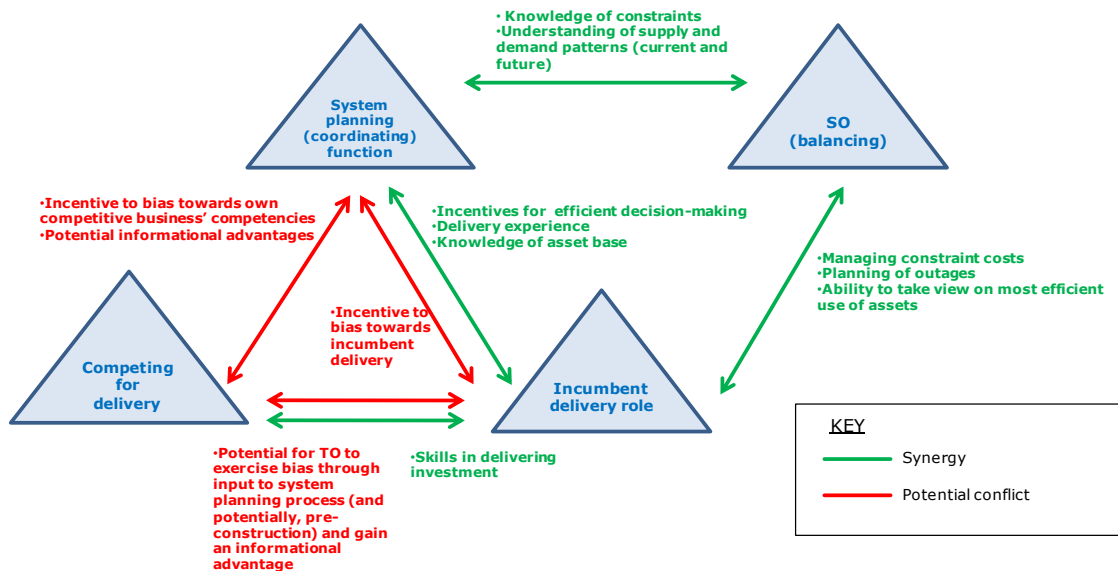 • Knowledge of constraints
•Understanding of supply and
demand patterns (current and
future)
System
planning
(coordinating)
function
SO
(balancing)
•Incentive to bias towards own
competitive business’ competencies
•Potential informational advantages
•Incentives for  efficient decision-making
•Delivery experience
•Knowledge of asset base
•Managing constraint costs
•Planning of outages
•Ability to take view on most efficient
use of assets
•Incentive to
bias towards
incumbent
delivery
Competing
for
delivery
Incumbent
delivery role
•Potential for TO to
exercise bias through
input to system
planning process (and
potentially, pre-
construction) and gain
an informational
advantage
•Skills in delivering
investment
KEY
Synergy
Potential conflict